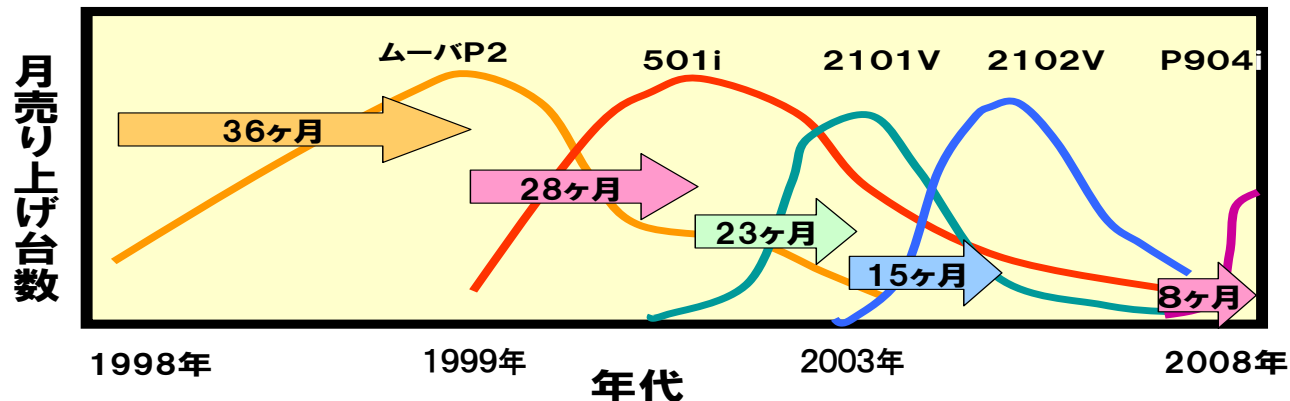 月売り上げ台数
ムーバP2
501i
2101V
2102V
P904i
36ヶ月
28ヶ月
23ヶ月
15ヶ月
8ヶ月
1998年
1999年
2003年
2008年
年代